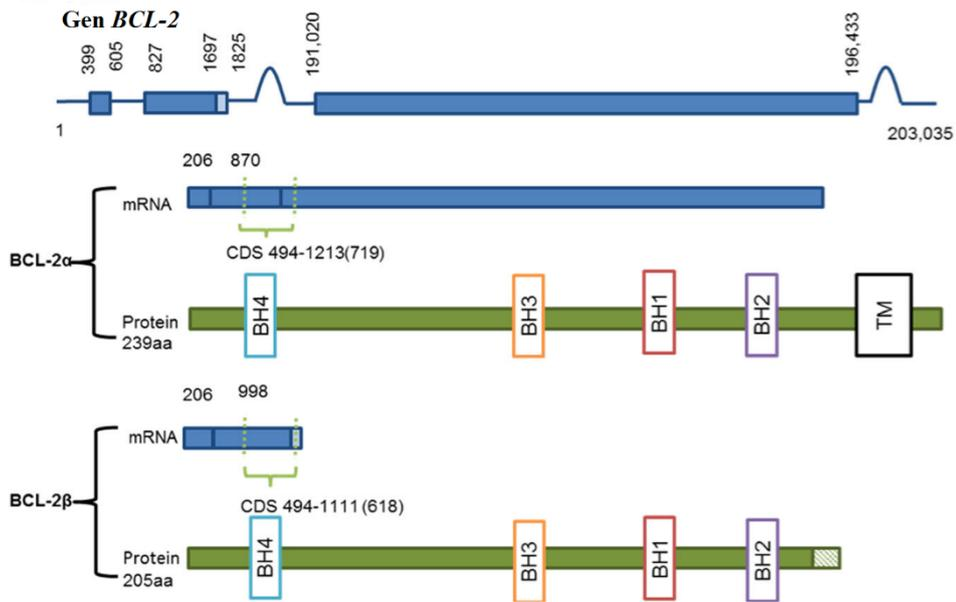 Gen BCL-2
399 605 827 1697 1825 191,020 196,433
1 203,035
206 870
mRNA
CDS 494-1213(719)
BCL-2α
BH4 BH3 BH1 BH2 TM
Protein
239aa
206 998
mRNA
CDS 494-1111(618)
BCL-2β
BH4 BH3 BH1 BH2
Protein
205aa